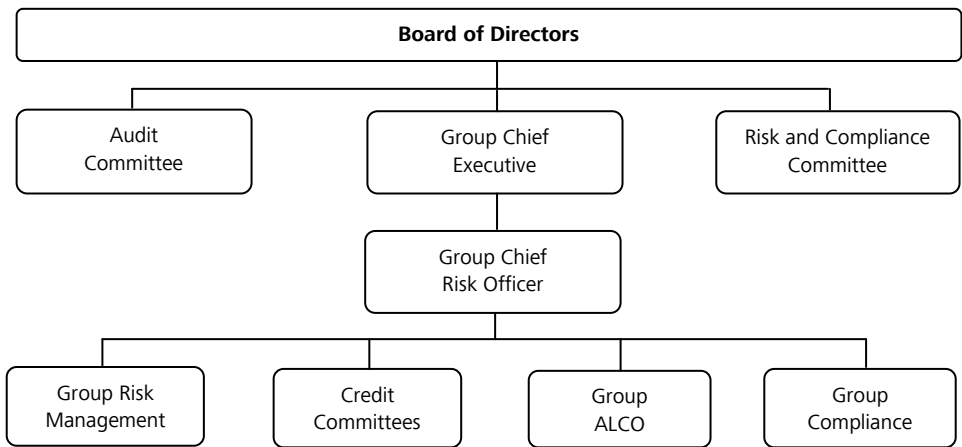 Board of Directors
Audit
Committee
Group Chief
Executive
Risk and Compliance
Committee
Group Chief
Risk Officer
Group Risk
Management
Credit
Committees
Group
ALCO
Group
Compliance